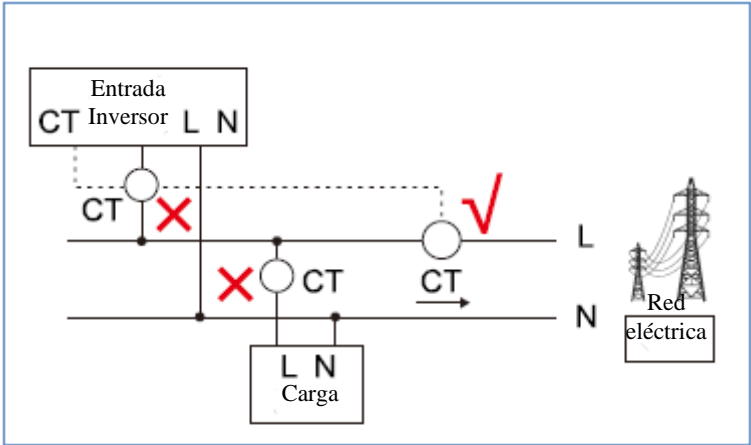 Entrada
CT Inversor L N
CT
L
CT
CT
N
Red
eléctrica
L N
Carga